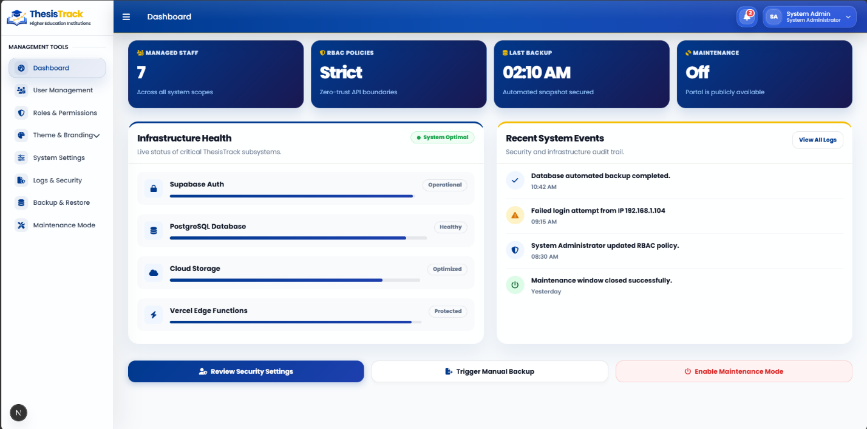 ThesisTrack
Higher Education Institutions
MANAGEMENT TOOLS
Dashboard
User Management
Roles & Permissions
Theme & Branding
System Settings
Logs & Security
Backup & Restore
Maintenance Mode
N
Dashboard
2
SA
System Admin
System Administrator
MANAGED STAFF
7
Across all system scopes
RBAC POLICIES
Strict
Zero-trust API boundaries
LAST BACKUP
02:10 AM
Automated snapshot secured
MAINTENANCE
Off
Portal is publicly available
Infrastructure Health
System Optimal
Live status of critical ThesisTrack subsystems.
Supabase Auth
Operational
PostgreSQL Database
Healthy
Cloud Storage
Optimized
Vercel Edge Functions
Protected
Recent System Events
View All Logs
Security and infrastructure audit trail.
Database automated backup completed.
10:42 AM
Failed login attempt from IP 192.168.1.104
09:15 AM
System Administrator updated RBAC policy.
08:30 AM
Maintenance window closed successfully.
Yesterday
Review Security Settings
Trigger Manual Backup
Enable Maintenance Mode